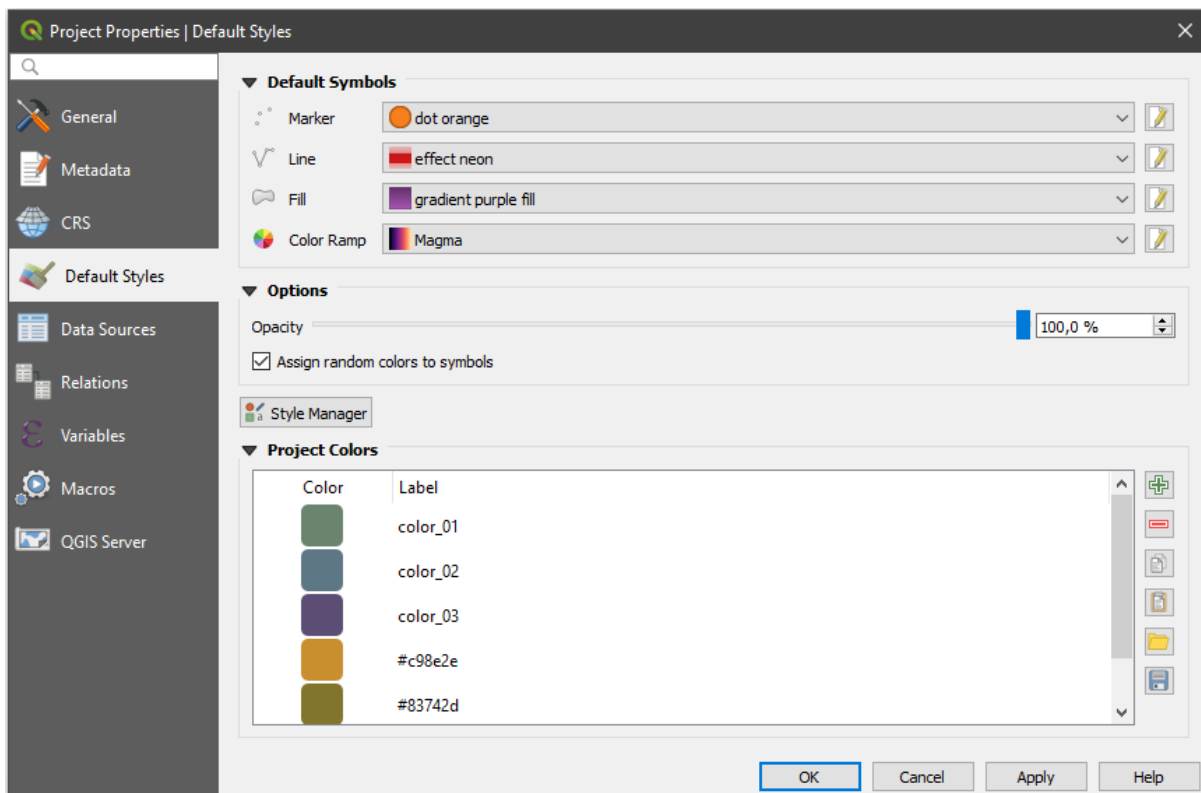 Project Properties | Default Styles
General
Metadata
CRS
Default Styles
Data Sources
Relations
Variables
Macros
QGIS Server
Default Symbols
Marker dot orange
Line effect neon
Fill gradient purple fill
Color Ramp Magma
Options
Opacity 100,0 %
Assign random colors to symbols
Style Manager
Project Colors
Color Label
color_01
color_02
color_03
#c98e2e
#83742d
OK Cancel Apply Help